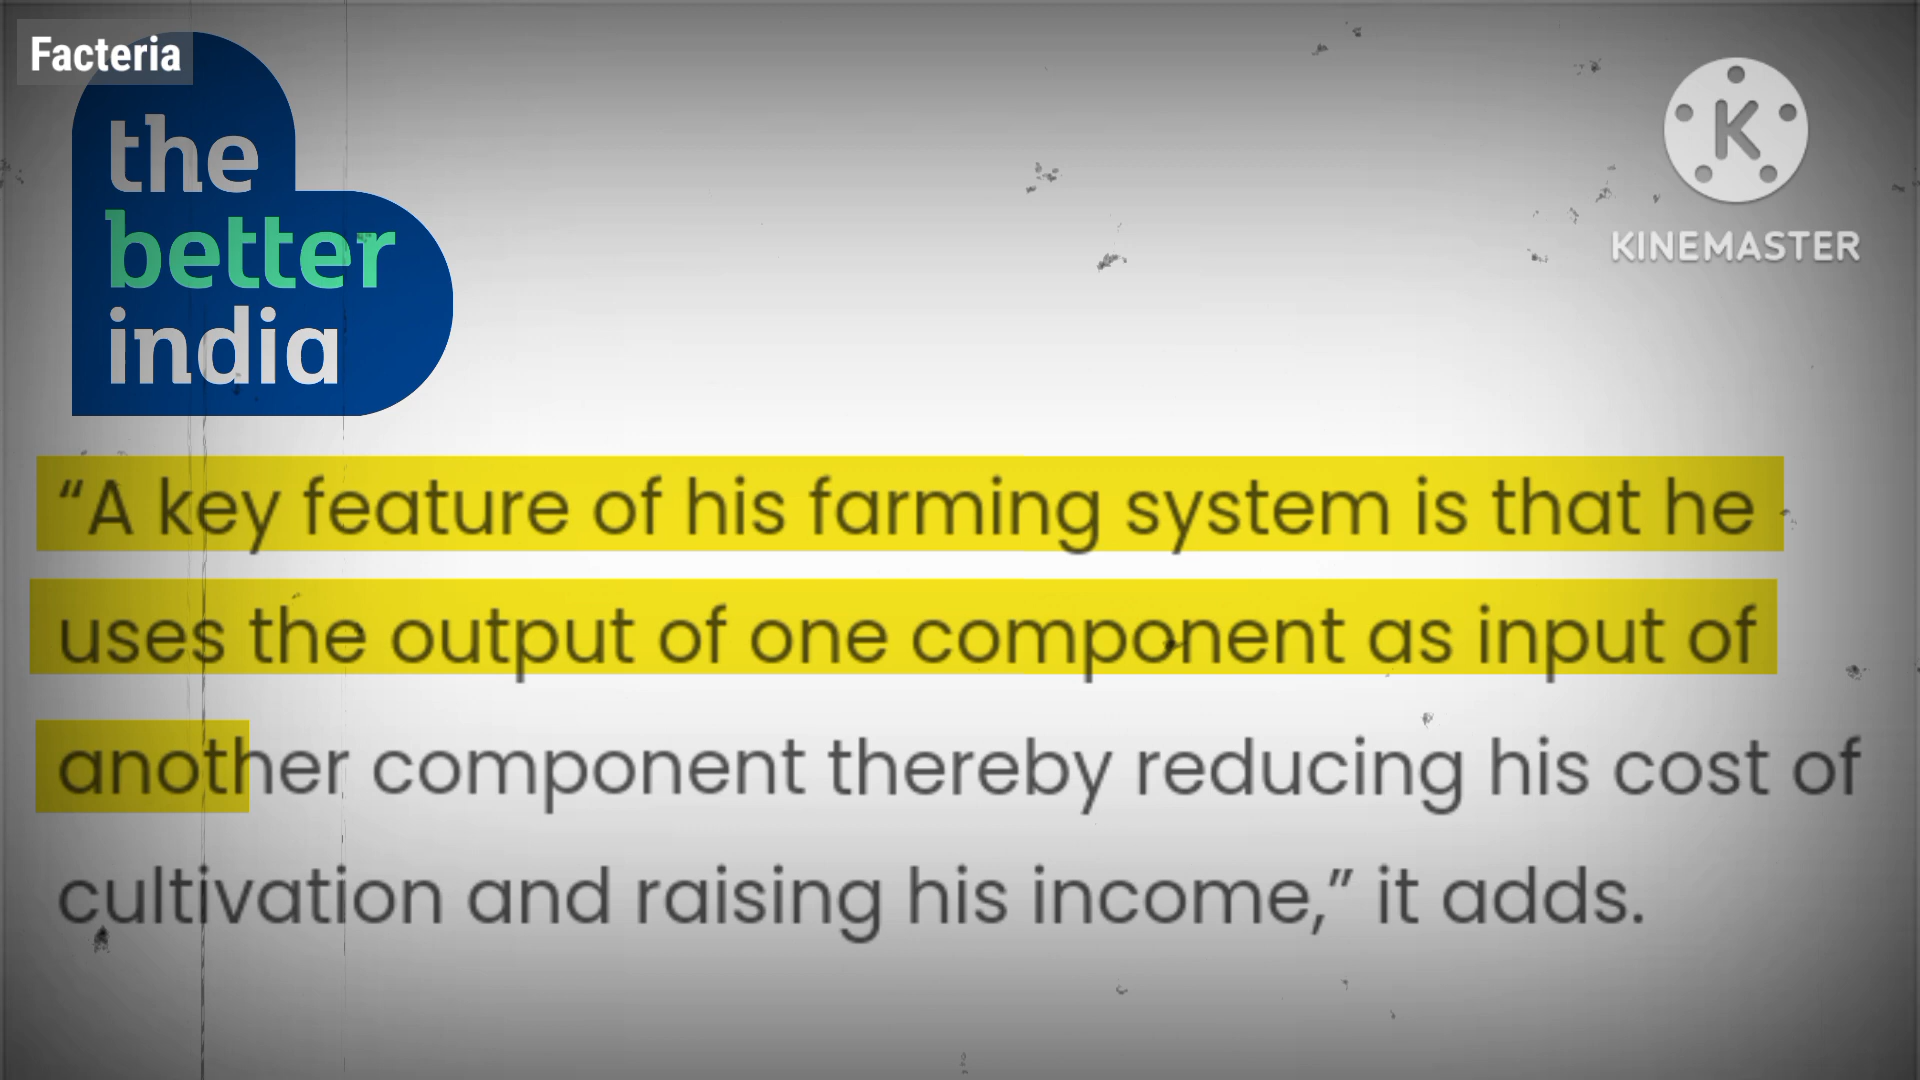 Facteria
the
better
india
K
KINEMASTER
“A key feature of his farming system is that he
uses the output of one component as input of
another component thereby reducing his cost of
cultivation and raising his income,” it adds.